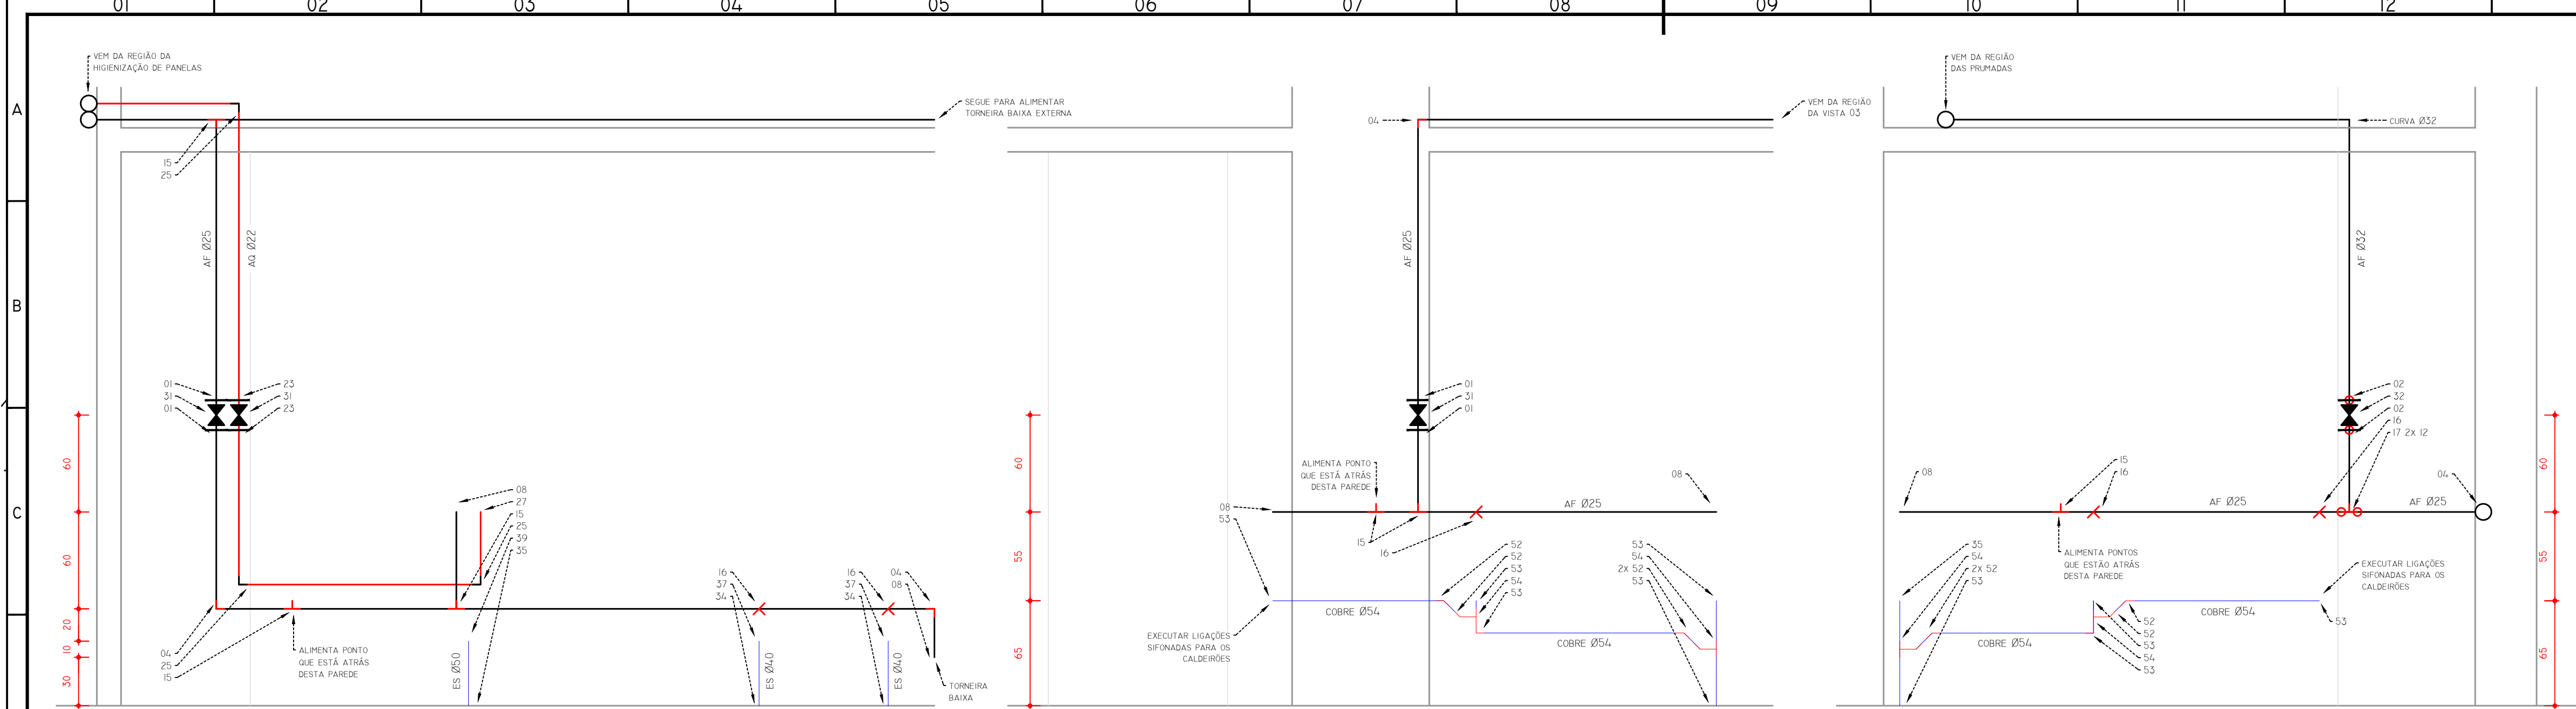 01
02
03
04
05
06
07
08
09
10
11
12
A
B
C
VEM DA REGIÃO DA
HIGIENIZAÇÃO DE PANELAS
15
25
AF Ø25
AQ Ø22
SEGUE PARA ALIMENTAR
TORNEIRA BAIXA EXTERNA
01
31
01
23
31
23
60
60
20
10
30
08
27
15
25
39
35
04
25
15
ALIMENTA PONTO
QUE ESTÁ ATRÁS
DESTA PAREDE
ES Ø50
16
37
34
ES Ø40
16
37
34
ES Ø40
04
08
TORNEIRA
BAIXA
60
55
65
04
VEM DA REGIÃO
DA VISTA 03
AF Ø25
01
31
01
ALIMENTA PONTO
QUE ESTÁ ATRÁS
DESTA PAREDE
08
53
15
16
AF Ø25
08
52
52
53
54
53
53
54
2X 52
53
COBRE Ø54
COBRE Ø54
EXECUTAR LIGAÇÕES
SIFONADAS PARA OS
CALDEIRÕES
VEM DA REGIÃO
DAS PRUMADAS
CURVA Ø32
AF Ø32
02
32
02
16
17 2X 12
08
15
16
AF Ø25
AF Ø25
04
35
54
2X 52
53
ALIMENTA PONTOS
QUE ESTÃO ATRÁS
DESTA PAREDE
EXECUTAR LIGAÇÕES
SIFONADAS PARA OS
CALDEIRÕES
COBRE Ø54
COBRE Ø54
52
52
53
54
53
53
60
55
65